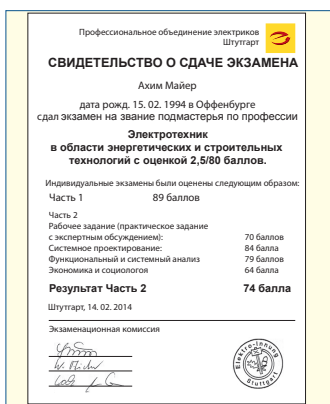 Профессиональное объединение электриков
Штутгарт
СВИДЕТЕЛЬСТВО О СДАЧЕ ЭКЗАМЕНА
Ахим Майер
дата рожд. 15. 02. 1994 в Оффенбурге
сдал экзамен на звание подмастерья по профессии
Электротехник
в области энергетических и строительных
технологий с оценкой 2,5/80 баллов.
Индивидуальные экзамены были оценены следующим образом:
Часть 1 89 баллов
Часть 2
Рабочее задание (практическое задание
с экспертным обсуждением): 70 баллов
Системное проектирование: 84 балла
Функциональный и системный анализ 79 баллов
Экономика и социология 64 балла
Результат Часть 2 74 балла
Штутгарт, 14. 02. 2014
Экзаменационная комиссия
Elektro-Innung
Stuttgart